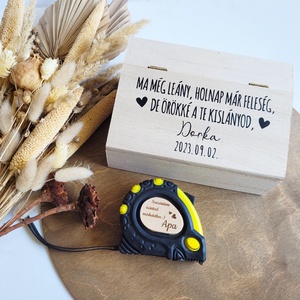 MA MÉG LEÁNY, HOLNAP MÁR FELESÉG,
DE ÖRÖKKÉ A TE KISLÁNYOD,
Dorka
2023.09.02.
Apa